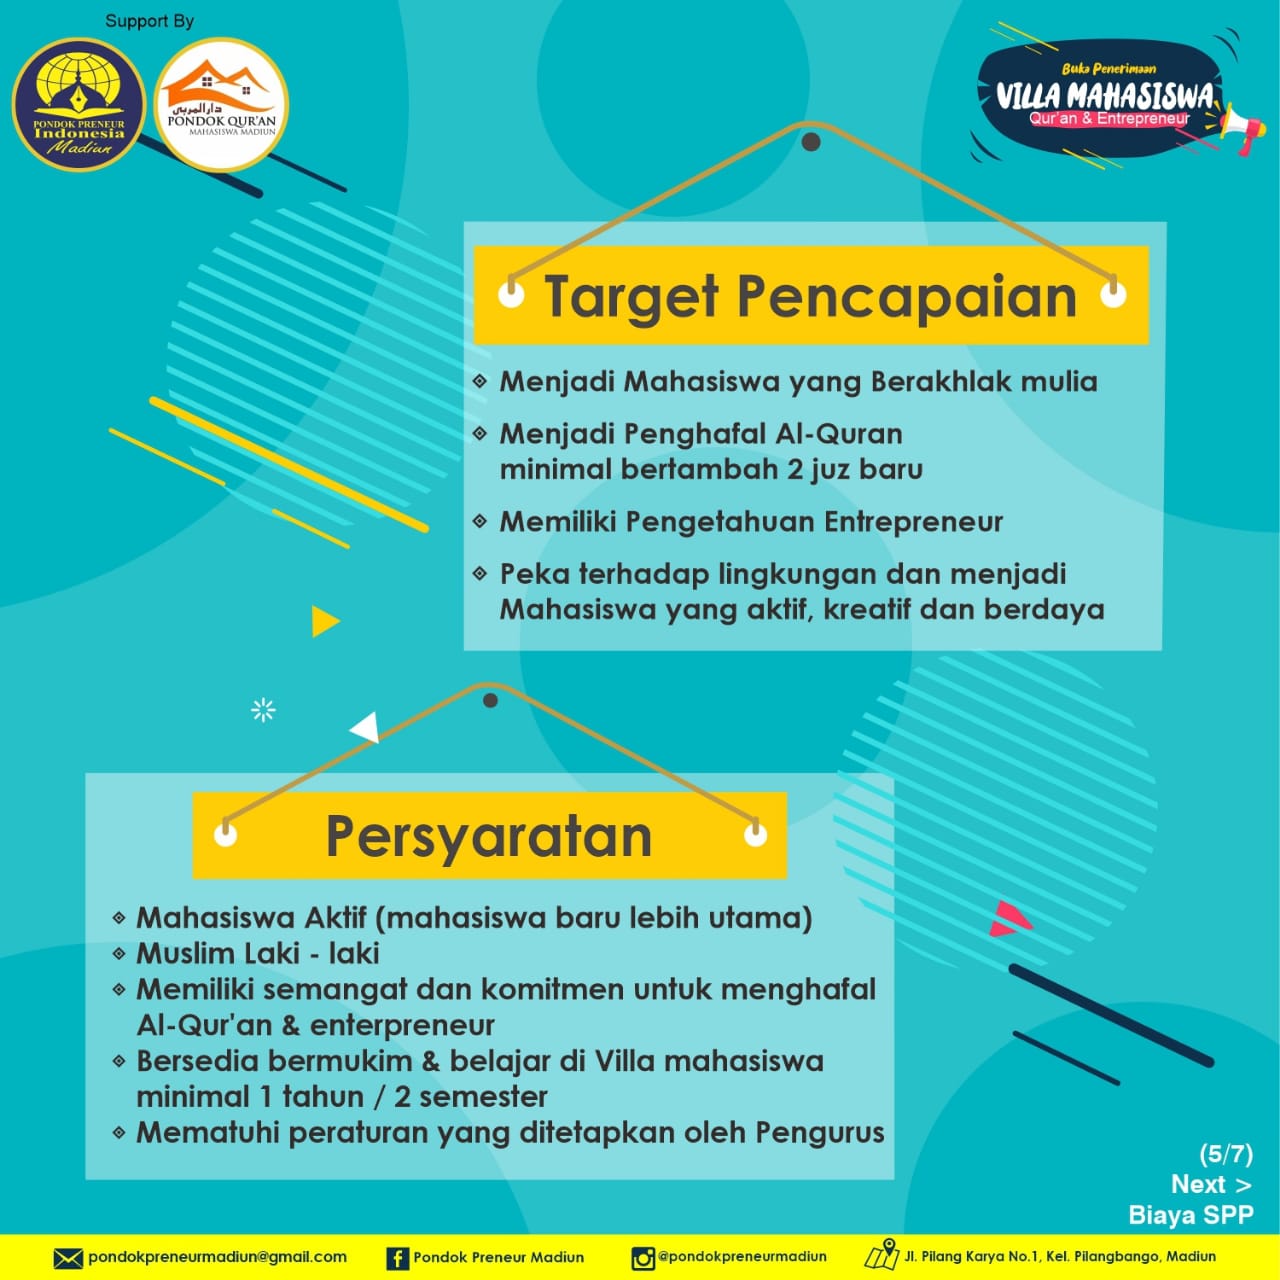 Support By
PONDOK PRENEUR
Indonesia
Madiun
دارالمربي
PONDOK QUR'AN
MAHASISWA MADIUN
Buka Penerimaan
VILLA MAHASISWA
Qur'an & Entrepreneur
Target Pencapaian
Menjadi Mahasiswa yang Berakhlak mulia
Menjadi Penghafal Al-Quran
minimal bertambah 2 juz baru
Memiliki Pengetahuan Entrepreneur
Peka terhadap lingkungan dan menjadi
Mahasiswa yang aktif, kreatif dan berdaya
Persyaratan
Mahasiswa Aktif (mahasiswa baru lebih utama)
Muslim Laki - laki
Memiliki semangat dan komitmen untuk menghafal
Al-Qur'an & enterpreneur
Bersedia bermukim & belajar di Villa mahasiswa
minimal 1 tahun / 2 semester
Mematuhi peraturan yang ditetapkan oleh Pengurus
(5/7)
Next >
Biaya SPP
pondokpreneurmadiun@gmail.com
Pondok Preneur Madiun
@pondokpreneurmadiun
Jl. Pilang Karya No.1, Kel. Pilangbango, Madiun